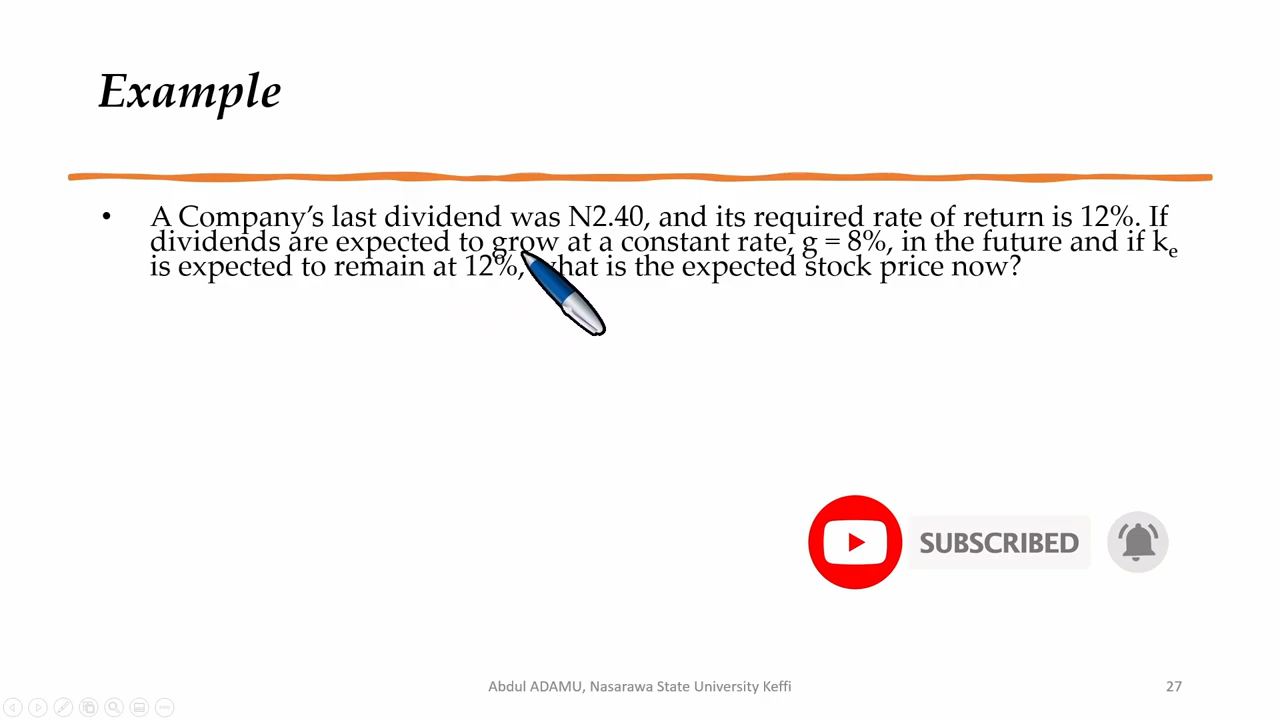 Example
• A Company’s last dividend was N2.40, and its required rate of return is 12%. If
dividends are expected to grow at a constant rate, g = 8%, in the future and if ke
is expected to remain at 12%, what is the expected stock price now?
SUBSCRIBED
Abdul ADAMU, Nasarawa State University Keffi
27